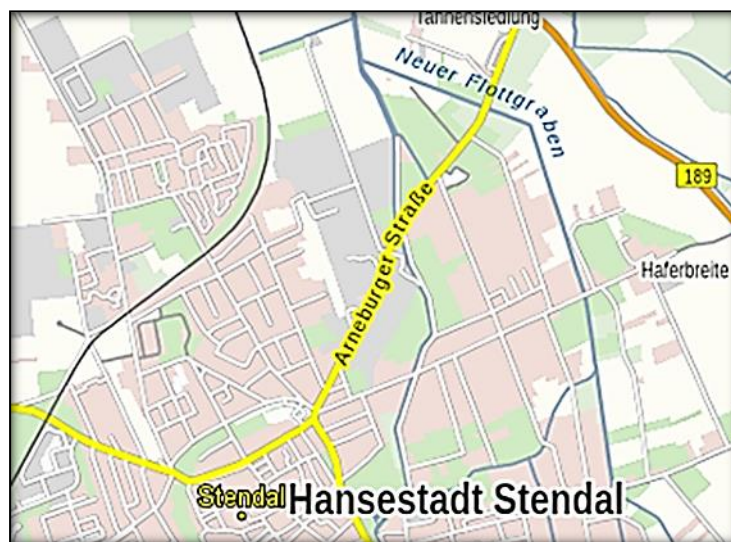 Tannensiedlung
Neuer Flottgraben
189
Arneburger Straße
Haferbreite
Stendal
Hansestadt Stendal